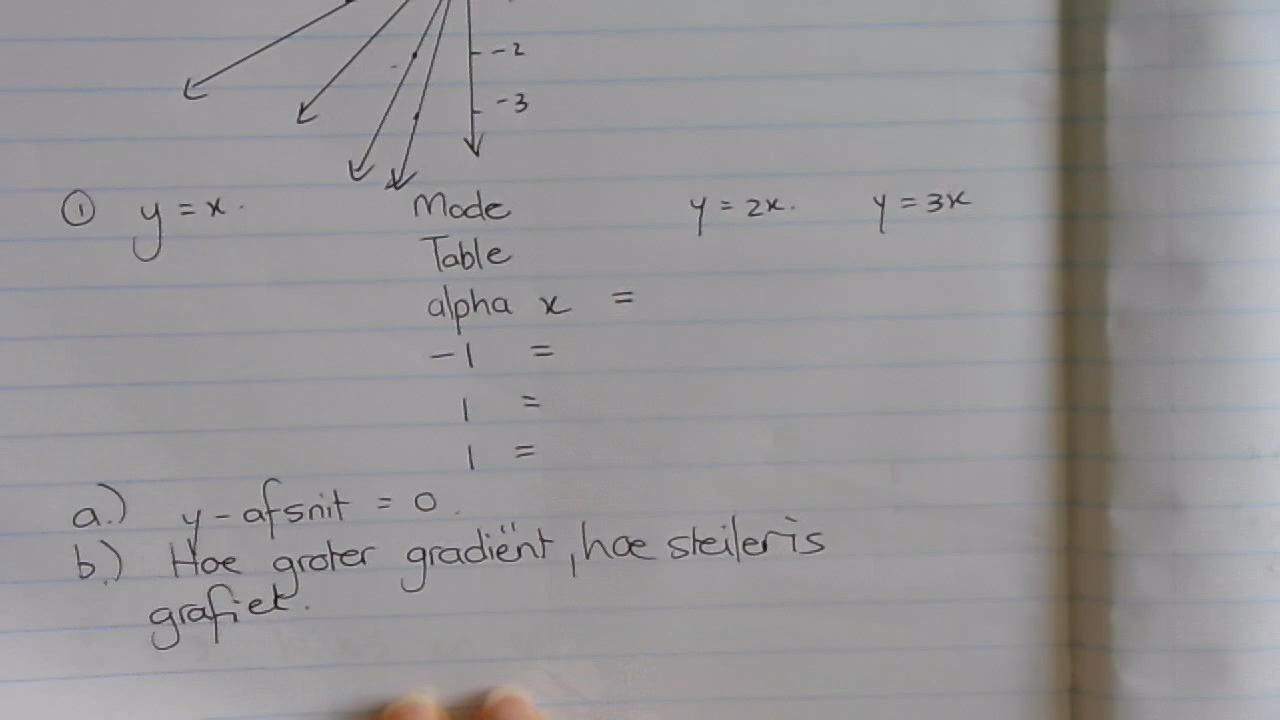 -2
-3
① y = x. Mode y = 2x. y = 3x
Table
alpha x =
-1 =
1 =
1 =
a.) y-afsnit = 0.
b.) Hoe groter gradiënt, hoe steiler is
grafiek.